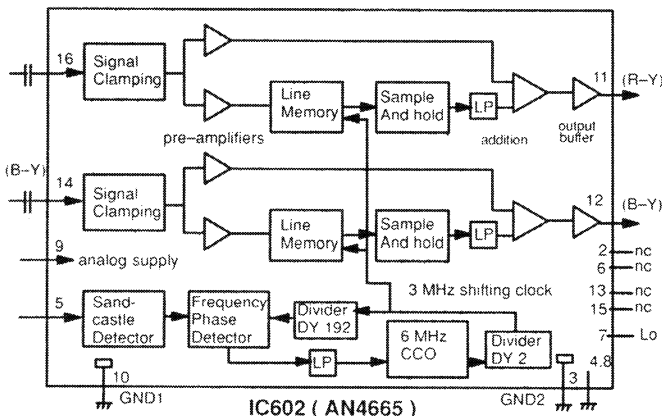 16
Signal
Clamping
pre-amplifiers
Line
Memory
Sample
And hold
LP
addition
output
buffer
11
(R-Y)
(B-Y)
14
Signal
Clamping
Line
Memory
Sample
And hold
LP
12
(B-Y)
9
analog supply
2
nc
6
nc
13
nc
15
nc
7
Lo
3 MHz shifting clock
5
Sand-
castle
Detector
Frequency
Phase
Detector
Divider
DY 192
LP
6 MHz
CCO
Divider
DY 2
4.8
10
GND1
GND2
3
IC602 ( AN4665 )